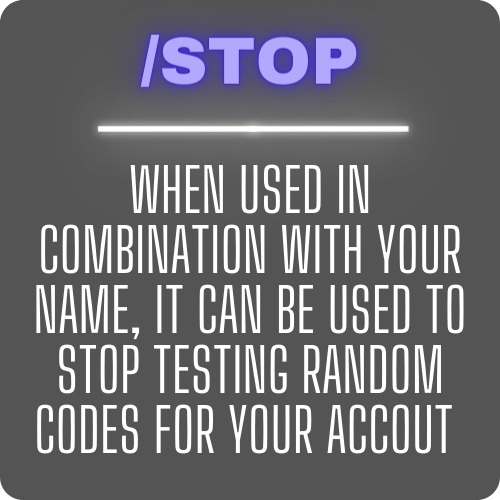 /STOP
WHEN USED IN
COMBINATION WITH YOUR
NAME, IT CAN BE USED TO
STOP TESTING RANDOM
CODES FOR YOUR ACCOUT